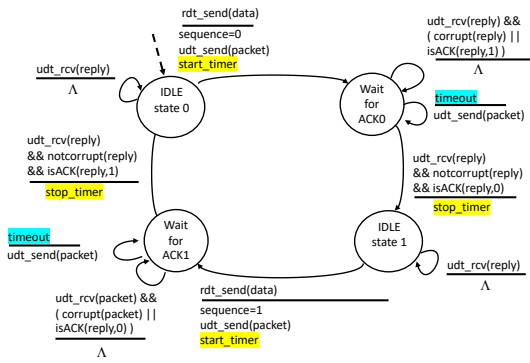 rdt_send(data)
sequence=0
udt_send(packet)
start_timer
udt_rcv(reply) &&
( corrupt(reply) ||
isACK(reply,1) )
Λ
udt_rcv(reply)
Λ
IDLE
state 0
Wait
for
ACK0
timeout
udt_send(packet)
udt_rcv(reply)
&& notcorrupt(reply)
&& isACK(reply,1)
stop_timer
udt_rcv(reply)
&& notcorrupt(reply)
&& isACK(reply,0)
stop_timer
timeout
udt_send(packet)
Wait
for
ACK1
IDLE
state 1
udt_rcv(reply)
Λ
udt_rcv(packet) &&
( corrupt(packet) ||
isACK(reply,0) )
Λ
rdt_send(data)
sequence=1
udt_send(packet)
start_timer